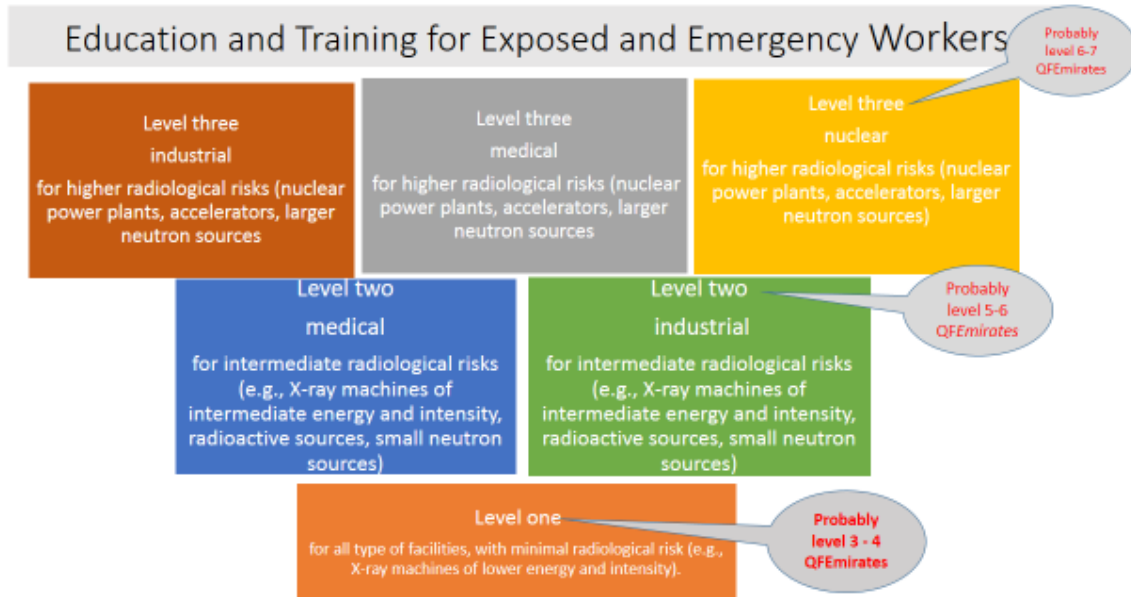 Education and Training for Exposed and Emergency Workers
Probably
level 6-7
QFEmirates
Level three
industrial
for higher radiological risks (nuclear
power plants, accelerators, larger
neutron sources
Level three
medical
for higher radiological risks (nuclear
power plants, accelerators, larger
neutron sources
Level three
nuclear
for higher radiological risks (nuclear
power plants, accelerators, larger
neutron sources)
Level two
medical
for intermediate radiological risks
(e.g., X-ray machines of
intermediate energy and intensity,
radioactive sources, small neutron
sources)
Level two
industrial
for intermediate radiological risks
(e.g., X-ray machines of
intermediate energy and intensity,
radioactive sources, small neutron
sources)
Probably
level 5-6
QFEmirates
Level one
for all type of facilities, with minimal radiological risk (e.g.,
X-ray machines of lower energy and intensity).
Probably
level 3 - 4
QFEmirates